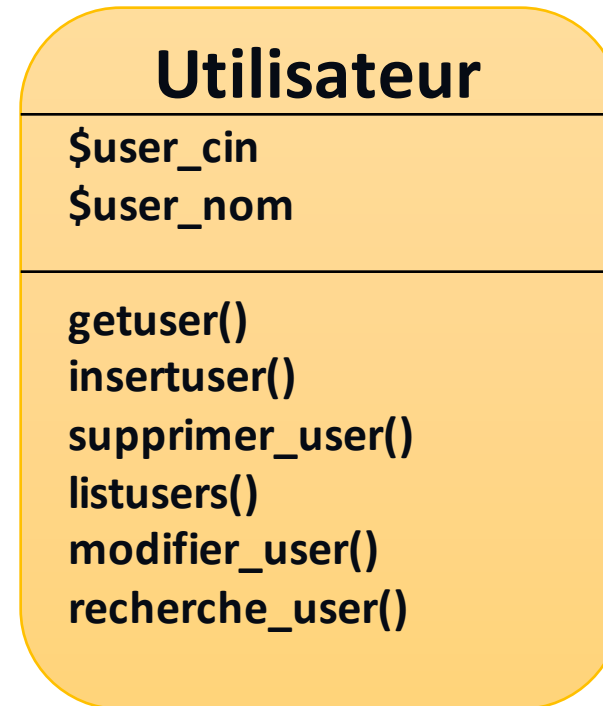 Utilisateur
$user_cin
$user_nom
getuser()
insertuser()
supprimer_user()
listusers()
modifier_user()
recherche_user()